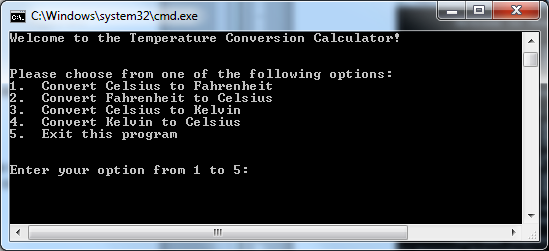 C:\Windows\system32\cmd.exe
Welcome to the Temperature Conversion Calculator!
Please choose from one of the following options:
1.  Convert Celsius to Fahrenheit
2.  Convert Fahrenheit to Celsius
3.  Convert Celsius to Kelvin
4.  Convert Kelvin to Celsius
5.  Exit this program
Enter your option from 1 to 5: